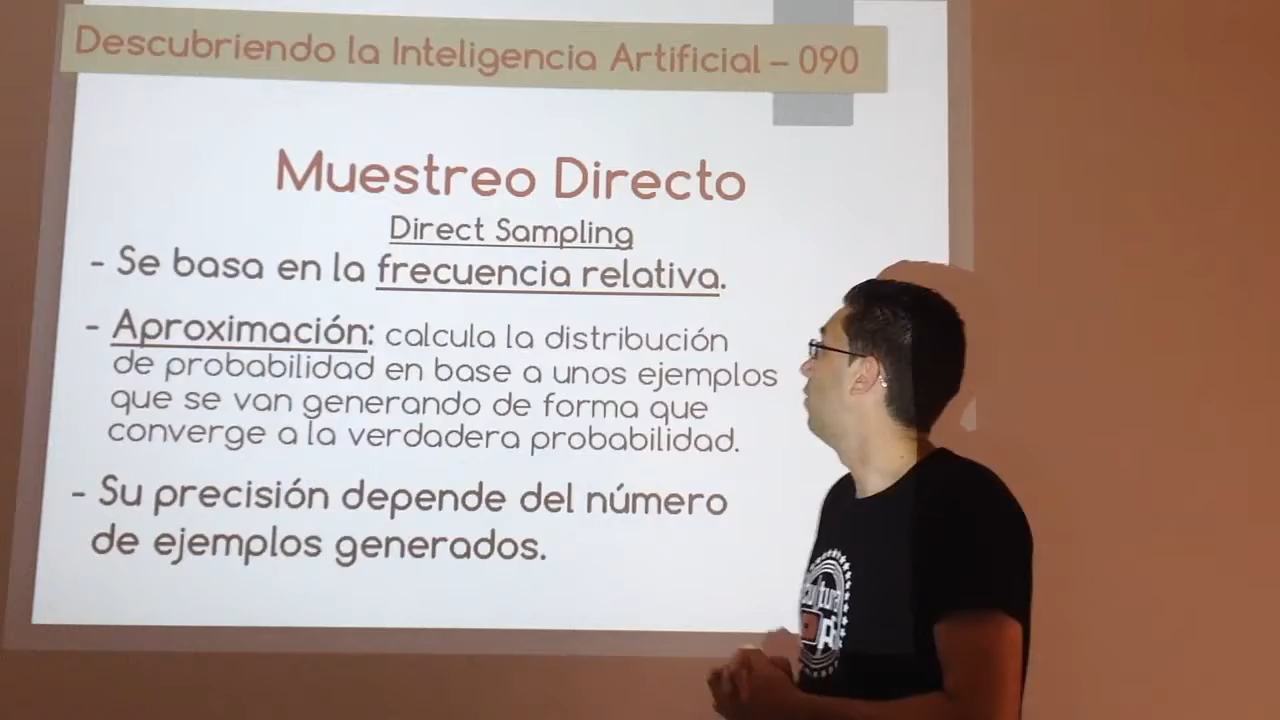 Descubriendo la Inteligencia Artificial – 090
Muestreo Directo
Direct Sampling
- Se basa en la frecuencia relativa.
- Aproximación: calcula la distribución
de probabilidad en base a unos ejemplos
que se van generando de forma que
converge a la verdadera probabilidad.
- Su precisión depende del número
de ejemplos generados.